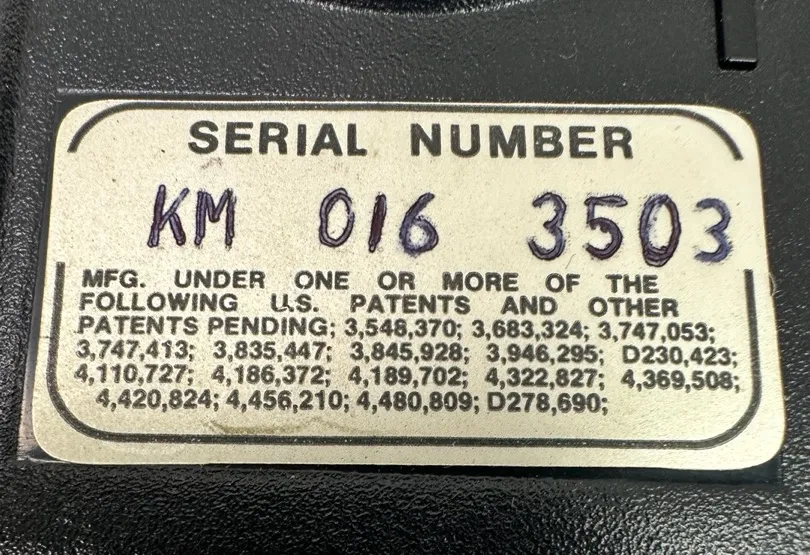 SERIAL NUMBER
KM 016 3503
MFG. UNDER ONE OR MORE OF THE
FOLLOWING U.S. PATENTS AND OTHER
PATENTS PENDING; 3,548,370; 3,683,324; 3,747,053;
3,747,413; 3,835,447; 3,845,928; 3,946,295; D230,423;
4,110,727; 4,186,372; 4,189,702; 4,322,827; 4,369,508;
4,420,824; 4,456,210; 4,480,809; D278,690;